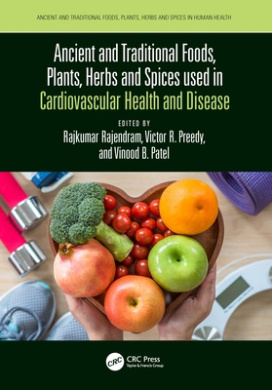 ANCIENT AND TRADITIONAL FOODS, PLANTS, HERBS AND SPICES IN HUMAN HEALTH
Ancient and Traditional Foods,
Plants, Herbs and Spices used in
Cardiovascular Health and Disease
EDITED BY
Rajkumar Rajendram, Victor R. Preedy,
and Vinood B. Patel
CRC
CRC Press
Taylor & Francis Group